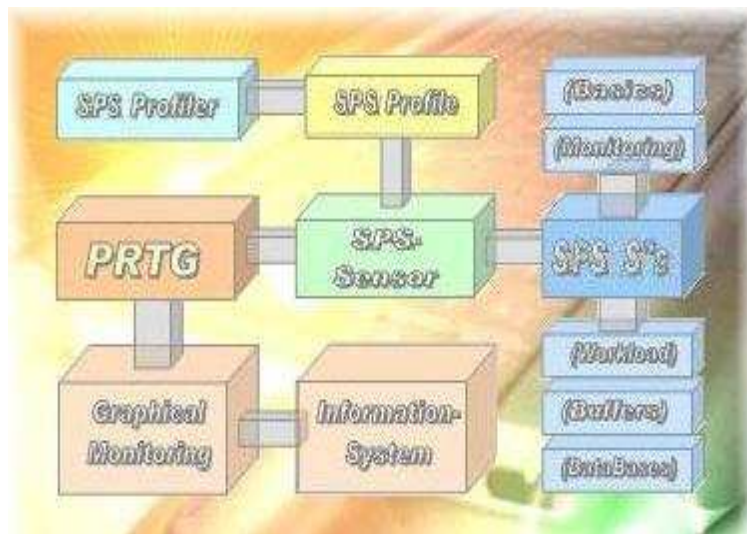 SPS Profiler
SPS Profile
(Basics)
(Monitoring)
PRTG
SPS-
Sensor
SPS S*s
(Workload)
Graphical
Monitoring
Information-
System
(Buffers)
(DataBases)